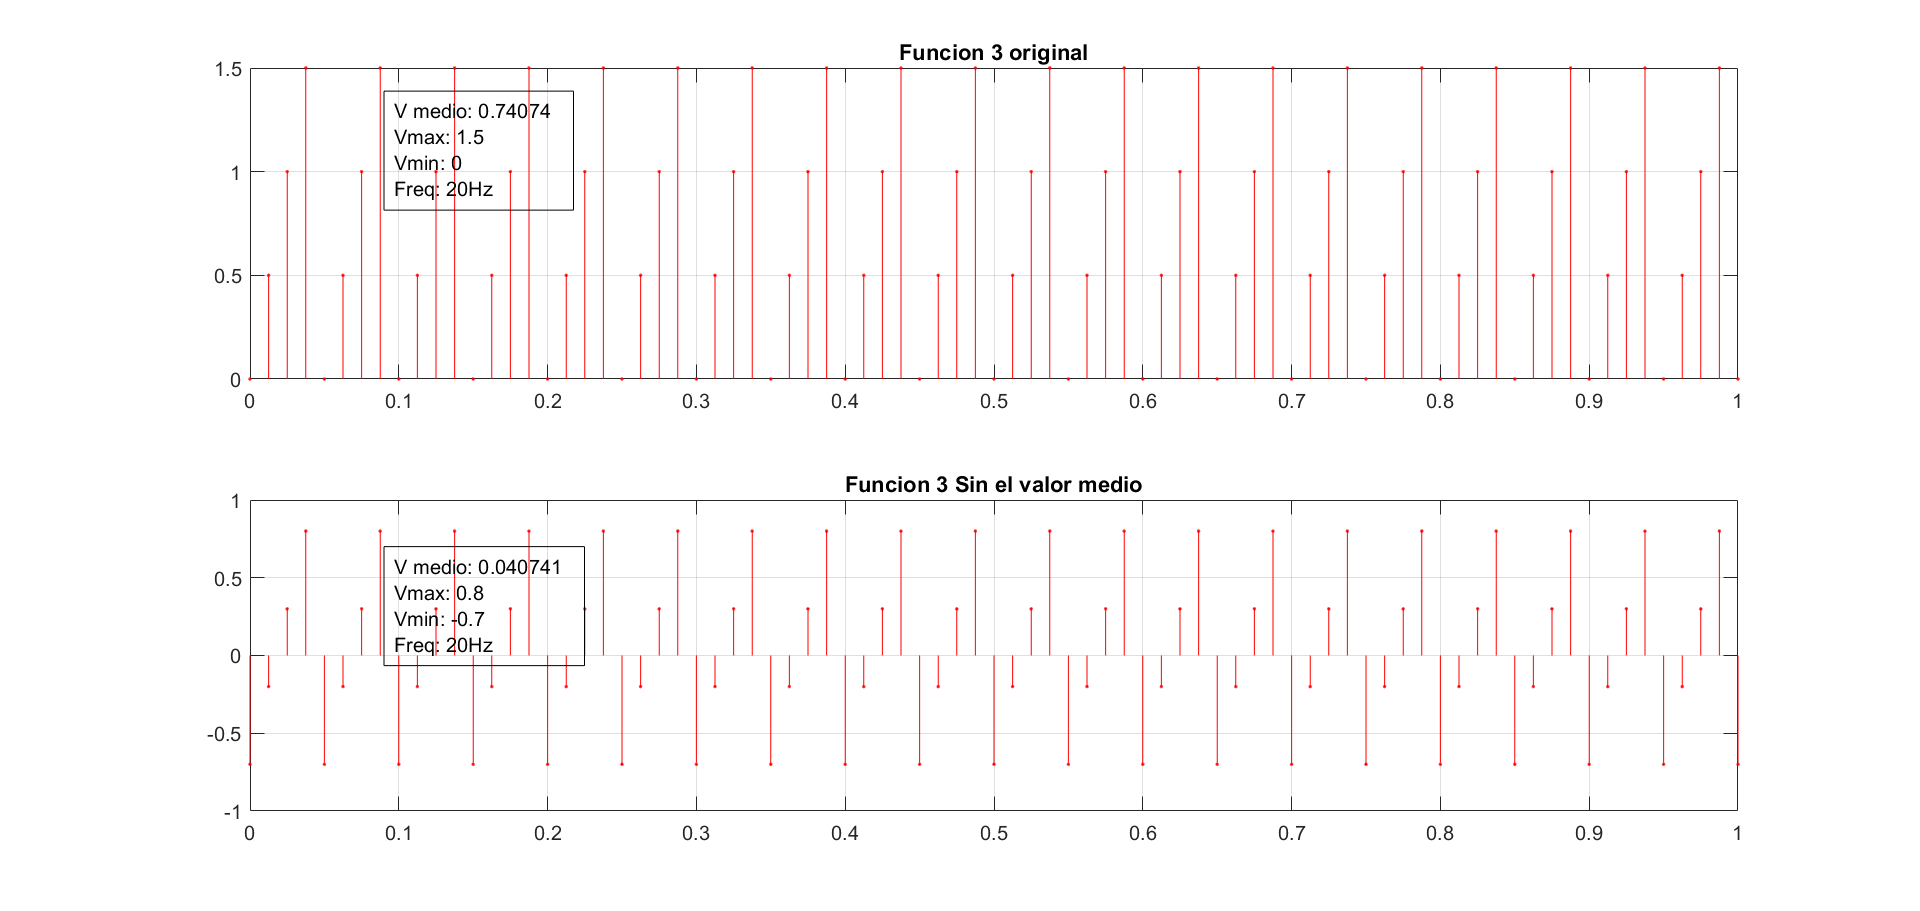 Funcion 3 original
1.5
1
0.5
0
V medio: 0.74074
Vmax: 1.5
Vmin: 0
Freq: 20Hz
0 0.1 0.2 0.3 0.4 0.5 0.6 0.7 0.8 0.9 1
Funcion 3 Sin el valor medio
1
0.5
0
-0.5
-1
V medio: 0.040741
Vmax: 0.8
Vmin: -0.7
Freq: 20Hz
0 0.1 0.2 0.3 0.4 0.5 0.6 0.7 0.8 0.9 1